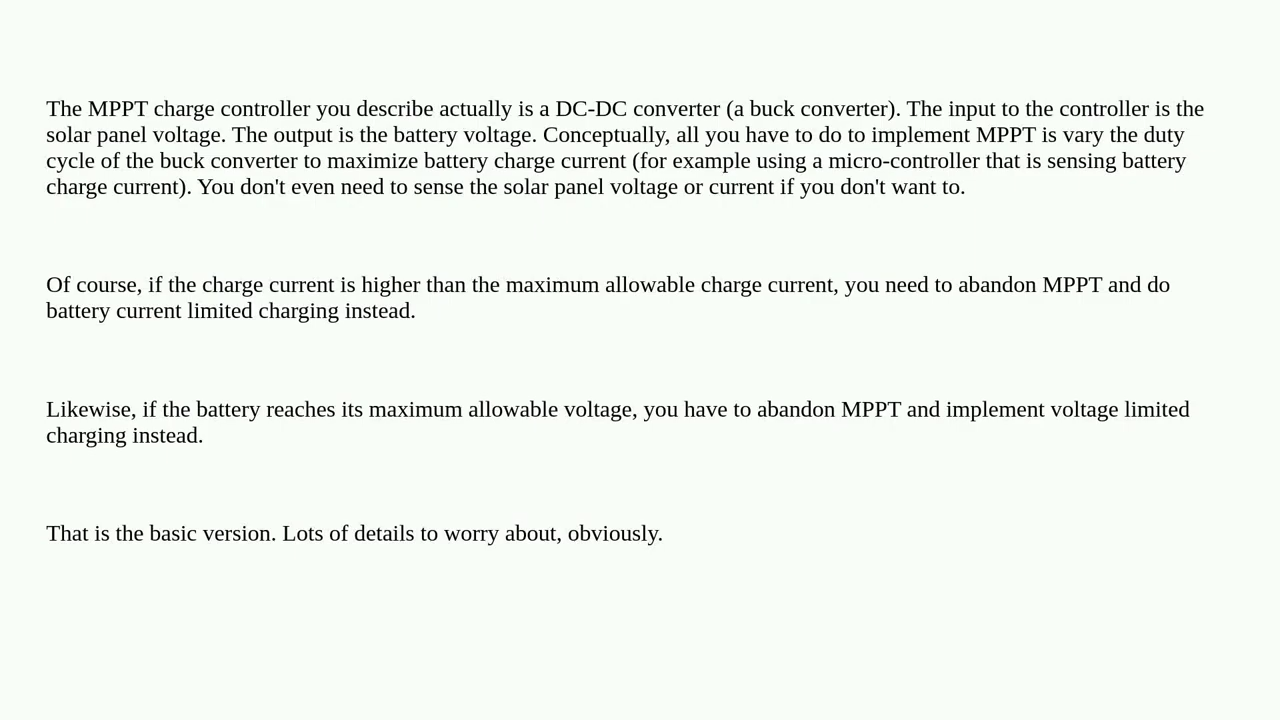 The MPPT charge controller you describe actually is a DC-DC converter (a buck converter). The input to the controller is the
solar panel voltage. The output is the battery voltage. Conceptually, all you have to do to implement MPPT is vary the duty
cycle of the buck converter to maximize battery charge current (for example using a micro-controller that is sensing battery
charge current). You don't even need to sense the solar panel voltage or current if you don't want to.
Of course, if the charge current is higher than the maximum allowable charge current, you need to abandon MPPT and do
battery current limited charging instead.
Likewise, if the battery reaches its maximum allowable voltage, you have to abandon MPPT and implement voltage limited
charging instead.
That is the basic version. Lots of details to worry about, obviously.